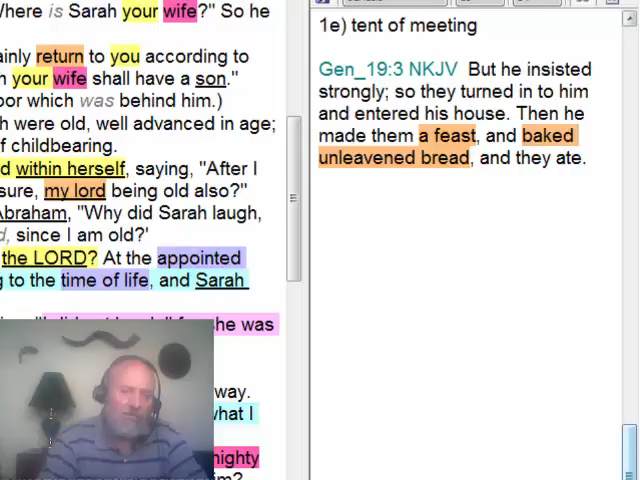 Where is Sarah your wife?" So he
ainly return to you according to
your wife shall have a son."
oor which was behind him.)
h were old, well advanced in age;
f childbearing.
d within herself, saying, "After I
sure, my lord being old also?"
Abraham, "Why did Sarah laugh,
d, since I am old?'
the LORD? At the appointed
g to the time of life, and Sarah
she was
way.
what I
nighty
1e) tent of meeting
Gen_19:3 NKJV But he insisted
strongly; so they turned in to him
and entered his house. Then he
made them a feast, and baked
unleavened bread, and they ate.